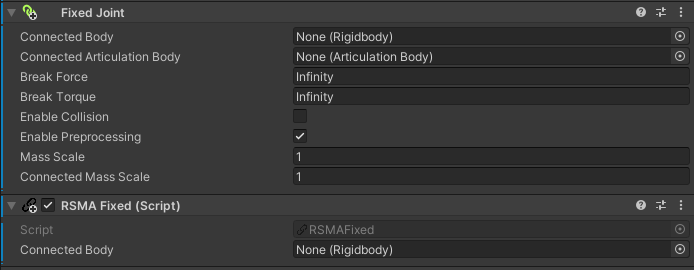 Fixed Joint
Connected Body None (Rigidbody)
Connected Articulation Body None (Articulation Body)
Break Force Infinity
Break Torque Infinity
Enable Collision
Enable Preprocessing
Mass Scale 1
Connected Mass Scale 1
RSMA Fixed (Script)
Script RSMAFixed
Connected Body None (Rigidbody)